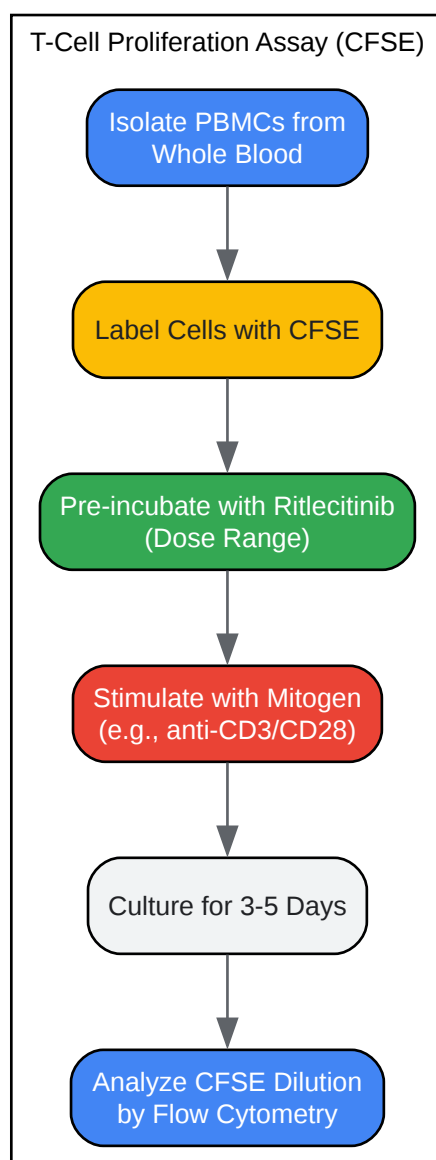 T-Cell Proliferation Assay (CFSE)
Isolate PBMCs from
Whole Blood
Label Cells with CFSE
Pre-incubate with Ritlecitinib
(Dose Range)
Stimulate with Mitogen
(e.g., anti-CD3/CD28)
Culture for 3-5 Days
Analyze CFSE Dilution
by Flow Cytometry